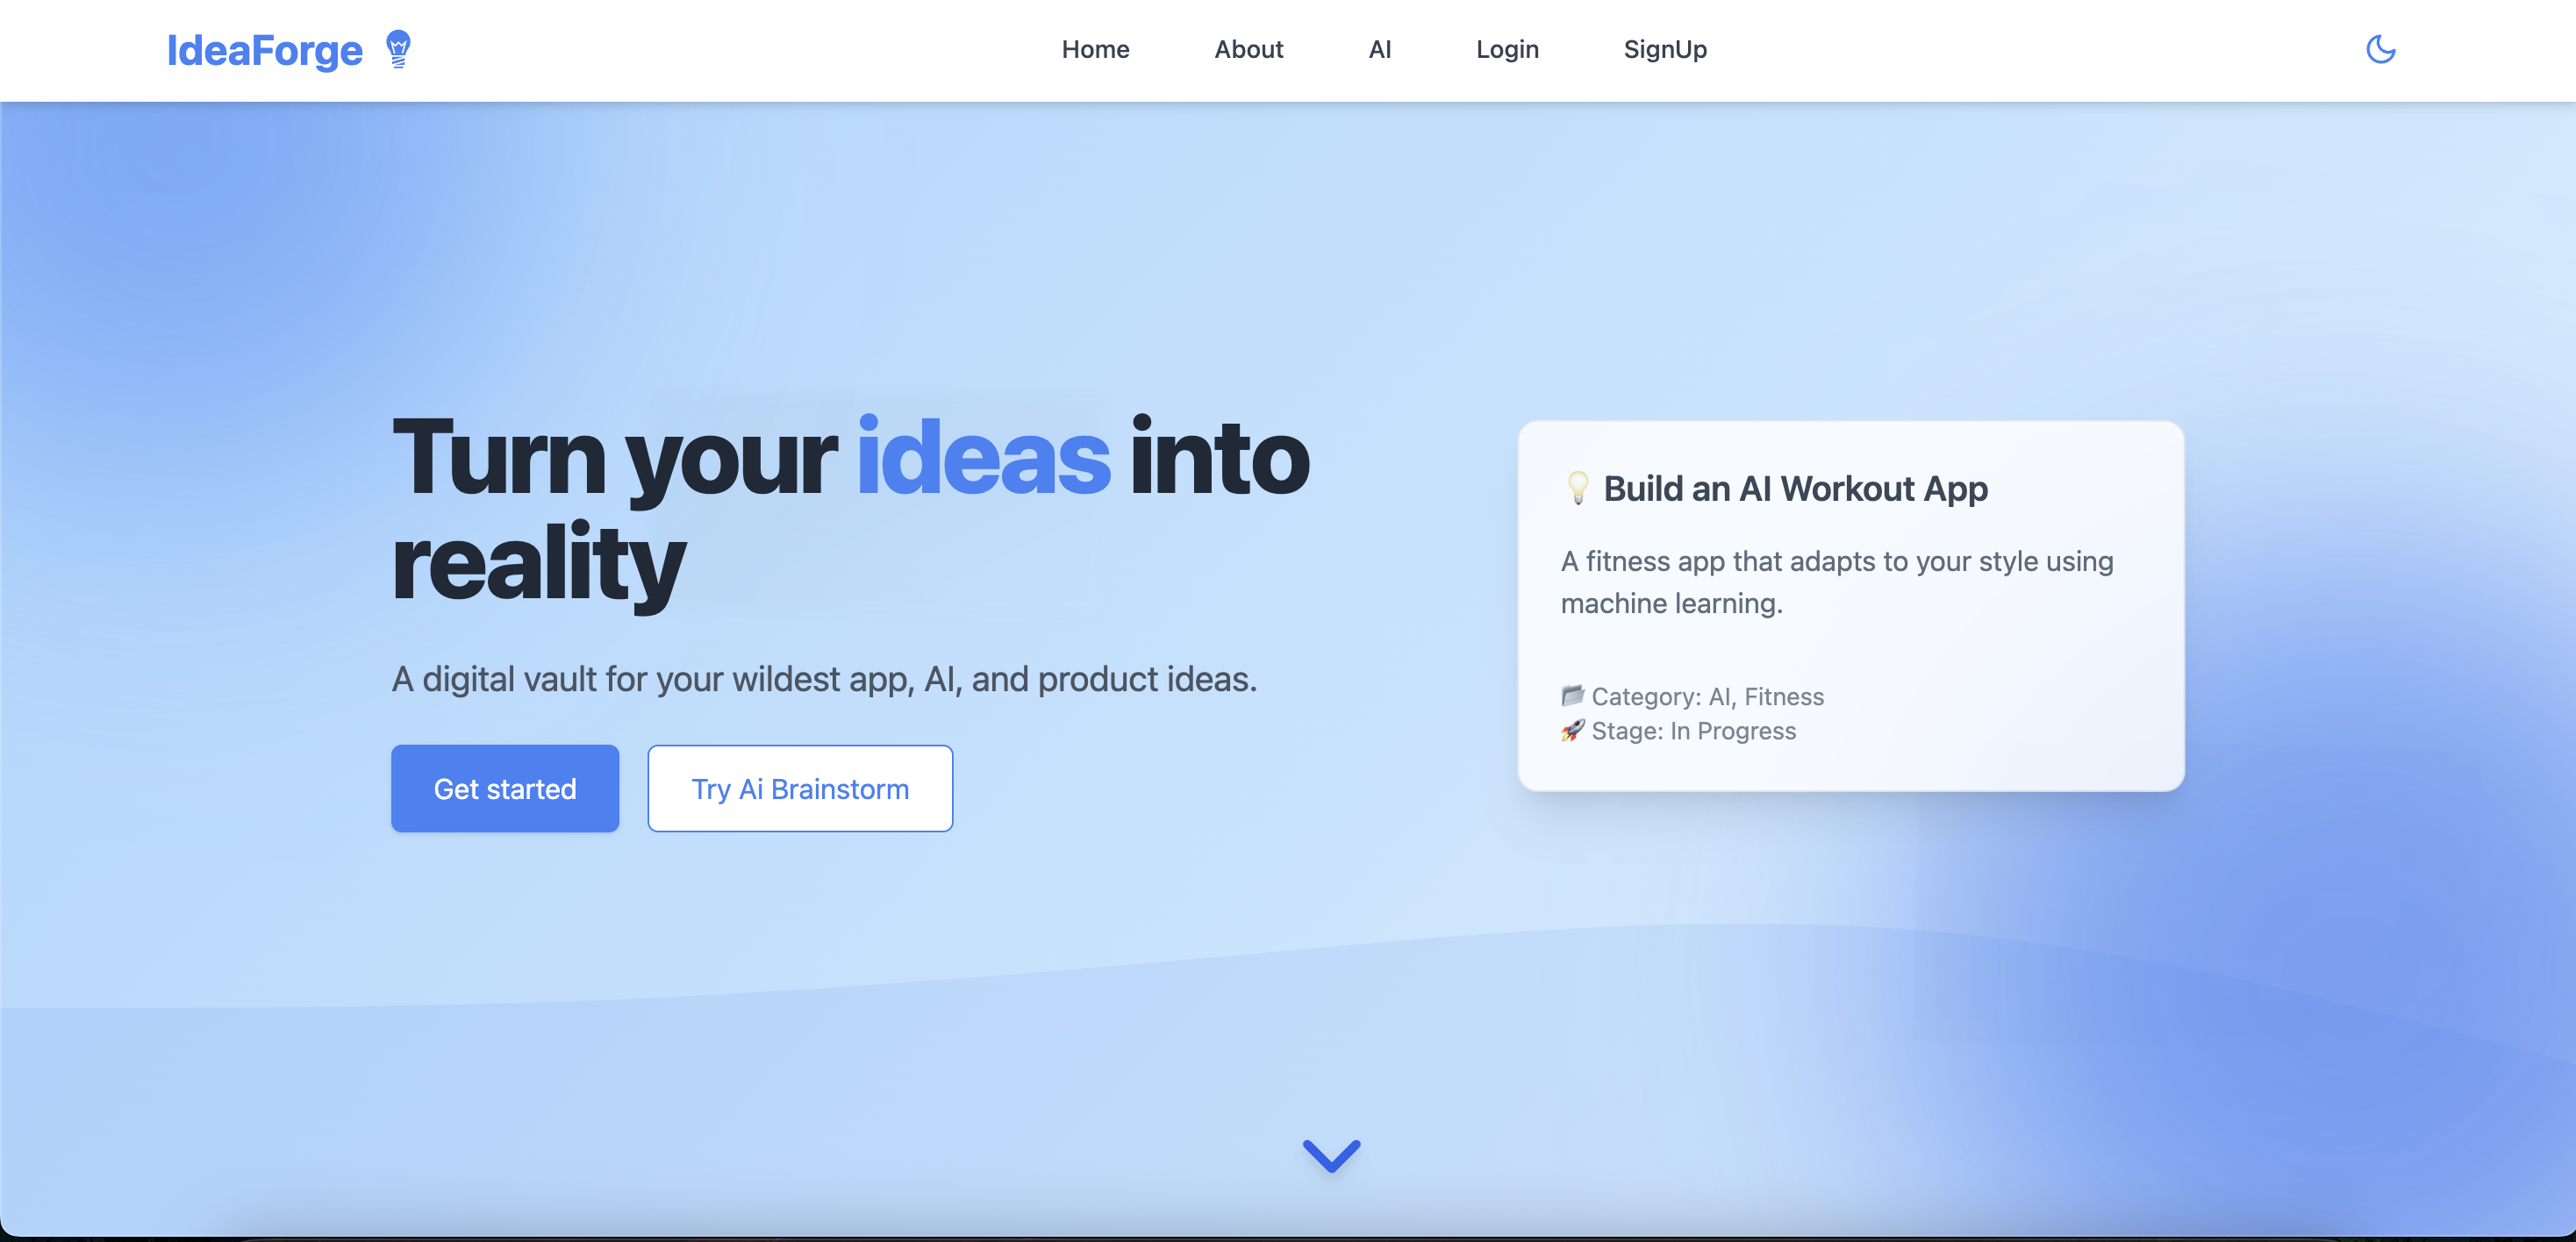 IdeaForge
Home
About
AI
Login
SignUp
Turn your ideas into
reality
A digital vault for your wildest app, AI, and product ideas.
Get started
Try Ai Brainstorm
💡 Build an AI Workout App
A fitness app that adapts to your style using
machine learning.
📁 Category: AI, Fitness
🚀 Stage: In Progress